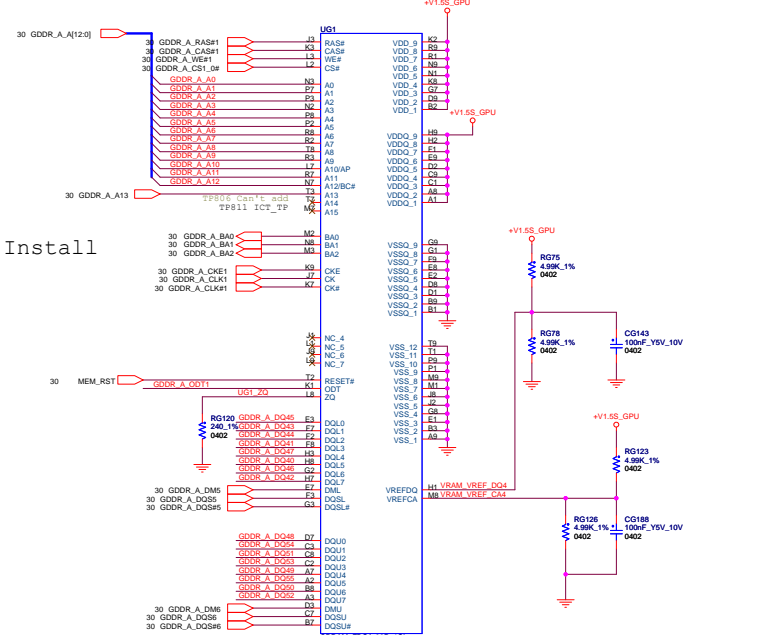 +V1.5S_GPU
UG1
30 GDDR_A_A[12:0]
30 GDDR_A_RAS#1 J3 RAS#
30 GDDR_A_CAS#1 K3 CAS#
30 GDDR_A_WE#1 L3 WE#
30 GDDR_A_CS1_0# L2 CS#
GDDR_A_A0 N3 A0
GDDR_A_A1 P7 A1
GDDR_A_A2 P3 A2
GDDR_A_A3 N2 A3
GDDR_A_A4 P8 A4
GDDR_A_A5 P2 A5
GDDR_A_A6 R8 A6
GDDR_A_A7 R2 A7
GDDR_A_A8 T8 A8
GDDR_A_A9 R3 A9
GDDR_A_A10 L7 A10/AP
GDDR_A_A11 R7 A11
GDDR_A_A12 N7 A12/BC#
30 GDDR_A_A13 T3 A13
TP806 Can't add T7 A14
TP811 ICT_TP A15
Install
30 GDDR_A_BA0 M2 BA0
30 GDDR_A_BA1 N8 BA1
30 GDDR_A_BA2 M3 BA2
30 GDDR_A_CKE1 K9 CKE
30 GDDR_A_CLK1 J7 CK
30 GDDR_A_CLK#1 K7 CK#
NC_4
NC_5
NC_6
NC_7
30 MEM_RST T2 RESET#
GDDR_A_ODT1 K1 ODT
UG1_ZQ L8 ZQ
RG120
240_1%
0402
GDDR_A_DQ45 E3 DQL0
GDDR_A_DQ43 F7 DQL1
GDDR_A_DQ44 F2 DQL2
GDDR_A_DQ41 F8 DQL3
GDDR_A_DQ47 H3 DQL4
GDDR_A_DQ40 H8 DQL5
GDDR_A_DQ46 G2 DQL6
GDDR_A_DQ42 H7 DQL7
30 GDDR_A_DM5 E7 DML
30 GDDR_A_DQS5 F3 DQSL
30 GDDR_A_DQS#5 G3 DQSL#
GDDR_A_DQ48 D7 DQU0
GDDR_A_DQ54 C3 DQU1
GDDR_A_DQ51 C8 DQU2
GDDR_A_DQ53 C2 DQU3
GDDR_A_DQ49 A7 DQU4
GDDR_A_DQ55 A2 DQU5
GDDR_A_DQ50 B8 DQU6
GDDR_A_DQ52 A3 DQU7
30 GDDR_A_DM6 D3 DMU
30 GDDR_A_DQS6 C7 DQSU
30 GDDR_A_DQS#6 B7 DQSU#
VDD_9 K2
VDD_8 R9
VDD_7 R1
VDD_6 N9
VDD_5 N1
VDD_4 K8
VDD_3 G7
VDD_2 D9
VDD_1 B2
+V1.5S_GPU
VDDQ_9 H9
VDDQ_8 H2
VDDQ_7 F1
VDDQ_6 E9
VDDQ_5 D2
VDDQ_4 C9
VDDQ_3 C1
VDDQ_2 A8
VDDQ_1 A1
VSSQ_9 G9
VSSQ_8 G1
VSSQ_7 F9
VSSQ_6 E8
VSSQ_5 E2
VSSQ_4 D8
VSSQ_3 D1
VSSQ_2 B9
VSSQ_1 B1
VSS_12 T9
VSS_11 T1
VSS_10 P9
VSS_9 P1
VSS_8 M9
VSS_7 M1
VSS_6 J8
VSS_5 J2
VSS_4 G8
VSS_3 E1
VSS_2 B3
VSS_1 A9
VREFDQ H1 VRAM_VREF_DQ4
VREFCA M8 VRAM_VREF_CA4
+V1.5S_GPU
RG75
4.99K_1%
0402
RG78
4.99K_1%
0402
CG143
100nF_Y5V_10V
0402
+V1.5S_GPU
RG123
4.99K_1%
0402
RG126
4.99K_1%
0402
CG188
100nF_Y5V_10V
0402